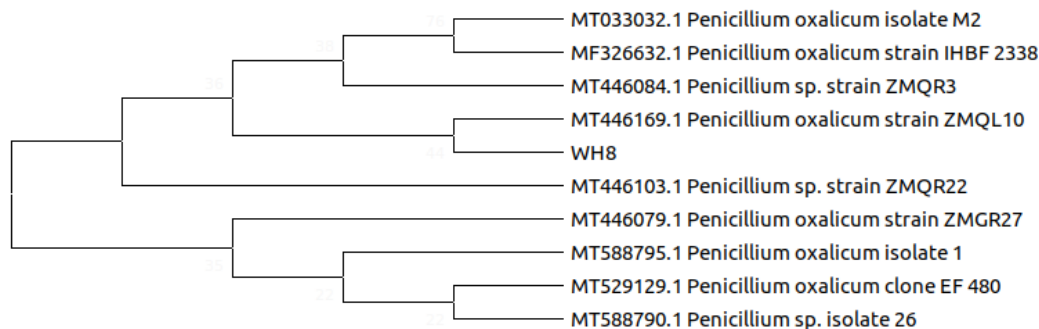 76
MT033032.1 Penicillium oxalicum isolate M2
38
MF326632.1 Penicillium oxalicum strain IHBF 2338
36
MT446084.1 Penicillium sp. strain ZMQR3
MT446169.1 Penicillium oxalicum strain ZMQL10
44
WH8
MT446103.1 Penicillium sp. strain ZMQR22
MT446079.1 Penicillium oxalicum strain ZMGR27
35
MT588795.1 Penicillium oxalicum isolate 1
22
MT529129.1 Penicillium oxalicum clone EF 480
22
MT588790.1 Penicillium sp. isolate 26